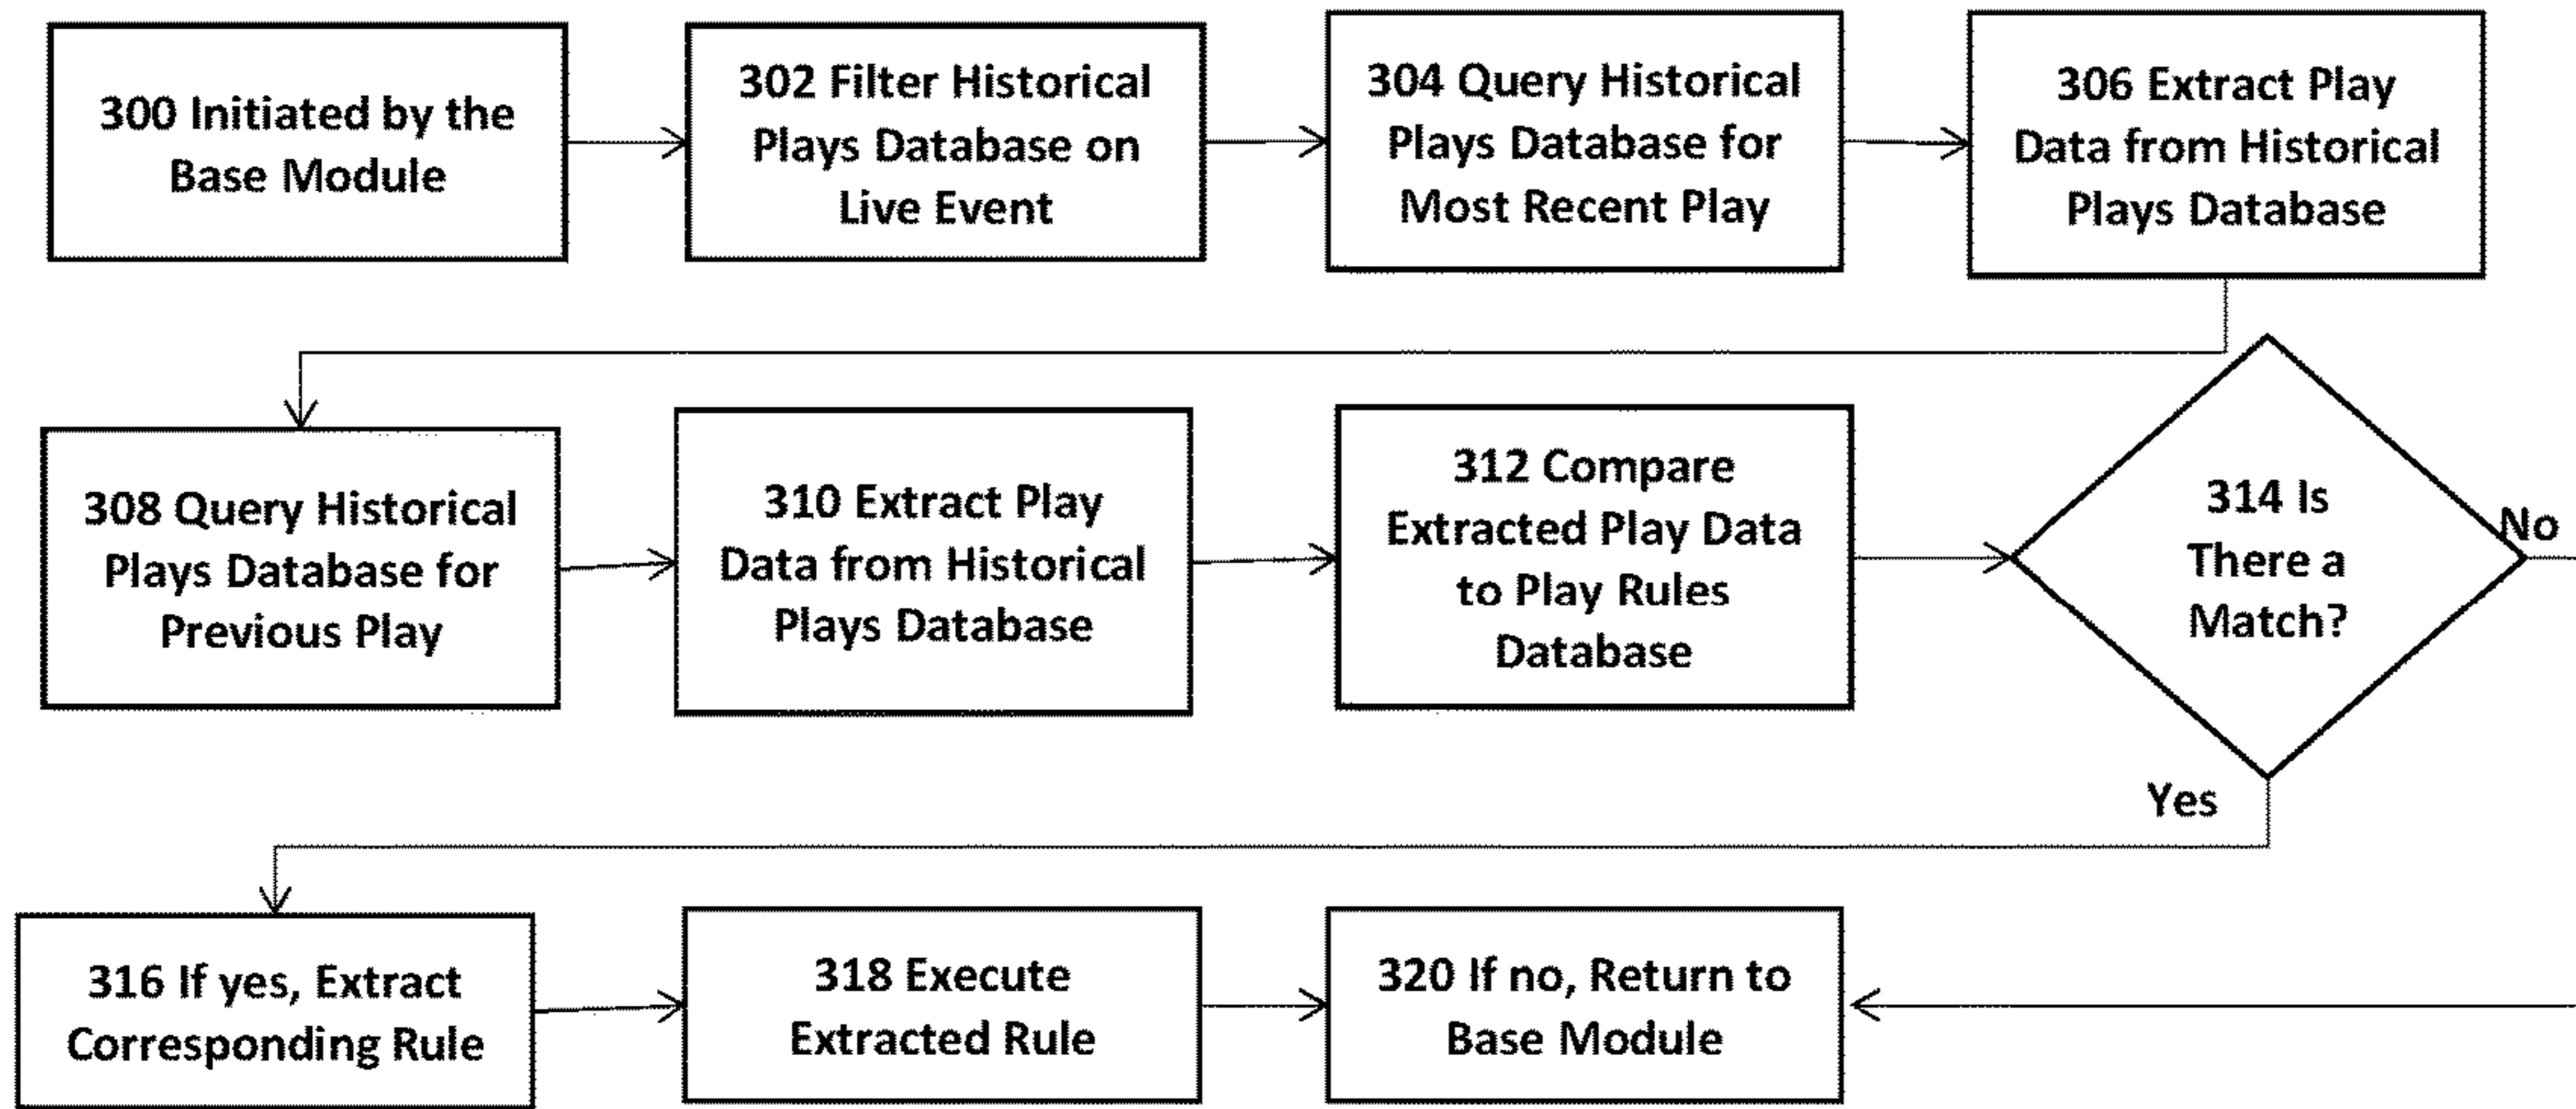 300 Initiated by the
Base Module
302 Filter Historical
Plays Database on
Live Event
304 Query Historical
Plays Database for
Most Recent Play
306 Extract Play
Data from Historical
Plays Database
308 Query Historical
Plays Database for
Previous Play
310 Extract Play
Data from Historical
Plays Database
312 Compare
Extracted Play Data
to Play Rules
Database
314 Is
There a
Match?
No
Yes
316 If yes, Extract
Corresponding Rule
318 Execute
Extracted Rule
320 If no, Return to
Base Module